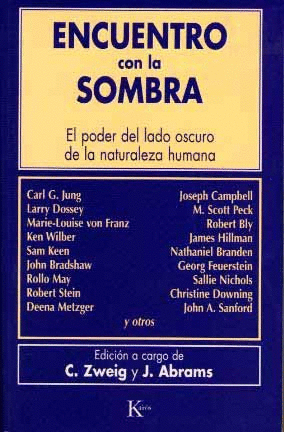 ENCUENTRO
con la
SOMBRA
El poder del lado oscuro
de la naturaleza humana
Carl G. Jung
Larry Dossey
Marie-Louise von Franz
Ken Wilber
Sam Keen
John Bradshaw
Rollo May
Robert Stein
Deena Metzger
Joseph Campbell
M. Scott Peck
Robert Bly
James Hillman
Nathaniel Branden
Georg Feuerstein
Sallie Nichols
Christine Downing
John A. Sanford
y otros
Edición a cargo de
C. Zweig y J. Abrams
Kairós